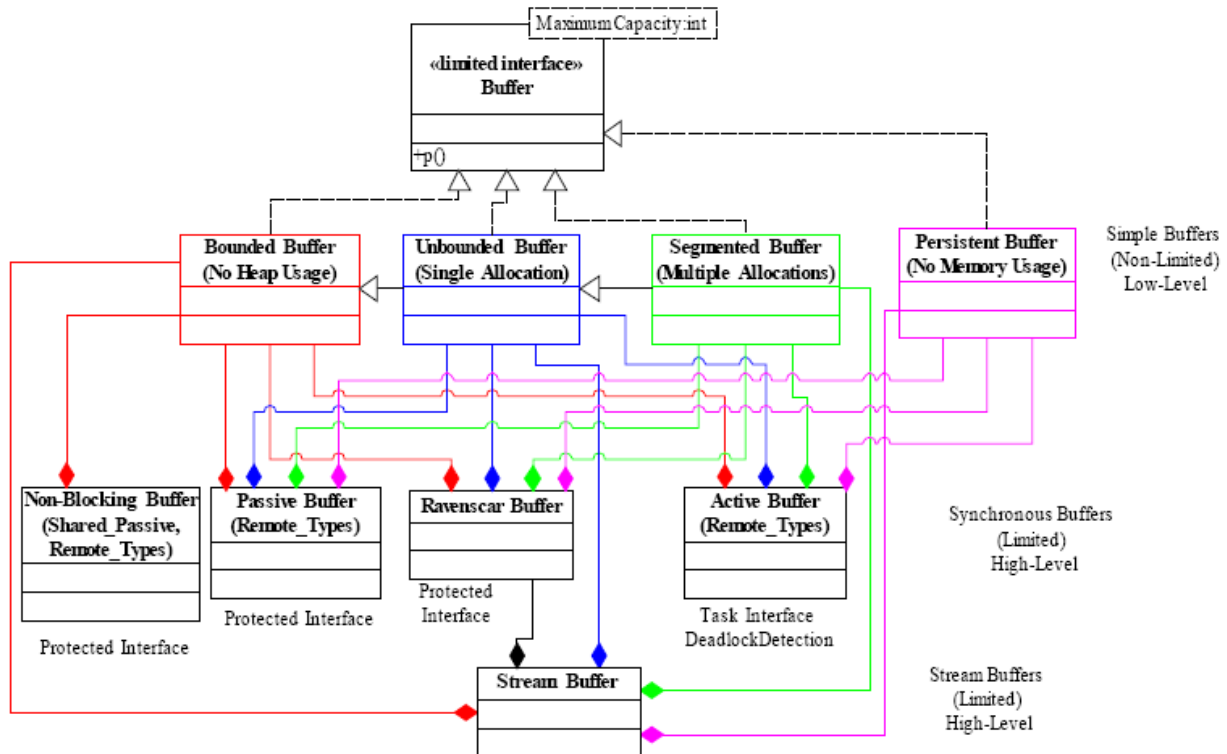 MaximumCapacity:int
«limited interface»
Buffer
+p()
Bounded Buffer
(No Heap Usage)
Unbounded Buffer
(Single Allocation)
Segmented Buffer
(Multiple Allocations)
Persistent Buffer
(No Memory Usage)
Simple Buffers
(Non-Limited)
Low-Level
Non-Blocking Buffer
(Shared_Passive,
Remote_Types)
Protected Interface
Passive Buffer
(Remote_Types)
Protected Interface
Ravenscar Buffer
Protected
Interface
Active Buffer
(Remote_Types)
Task Interface
DeadlockDetection
Synchronous Buffers
(Limited)
High-Level
Stream Buffer
Stream Buffers
(Limited)
High-Level